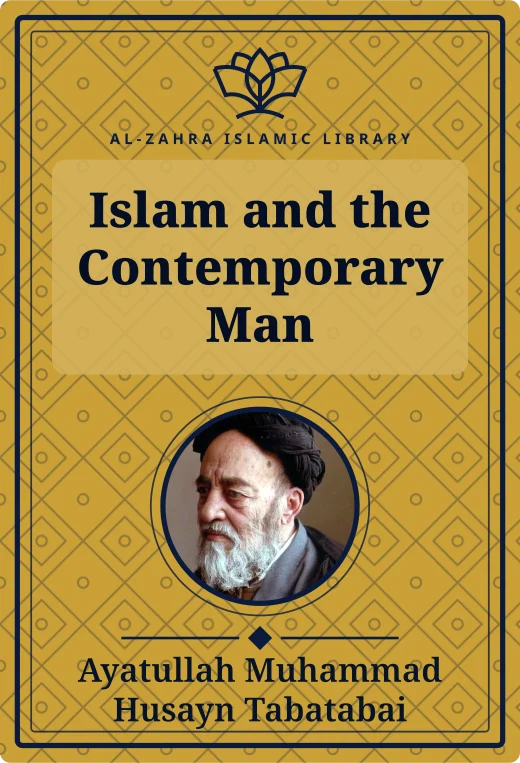 AL-ZAHRA ISLAMIC LIBRARY
Islam and the
Contemporary
Man
Ayatullah Muhammad
Husayn Tabatabai